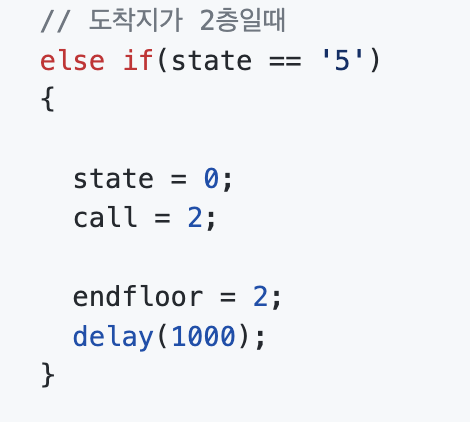 // 도착지가 2층일때
else if(state == '5')
{
state = 0;
call = 2;
endfloor = 2;
delay(1000);
}